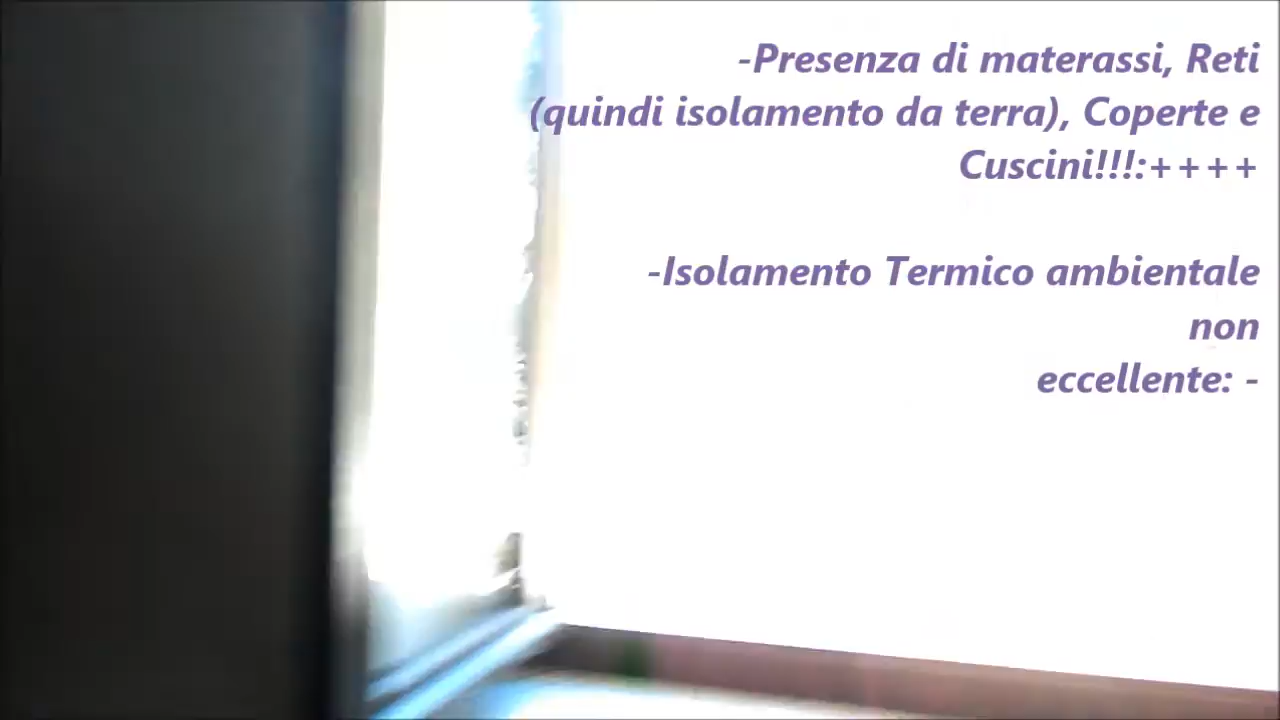 -Presenza di materassi, Reti
(quindi isolamento da terra), Coperte e
Cuscini!!!:++++
-Isolamento Termico ambientale
non
eccellente: -